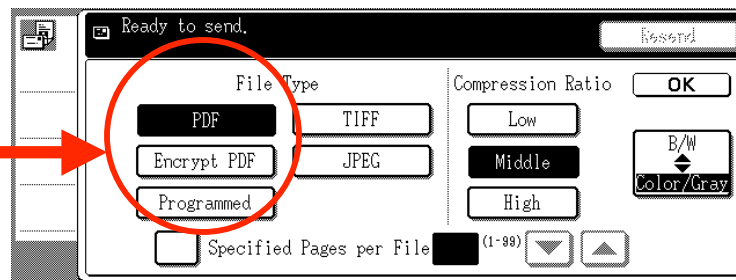 Ready to send.
Resend
File Type
Compression Ratio
OK
PDF
TIFF
Low
B/W
Encrypt PDF
JPEG
Middle
Color/Gray
Programmed
High
Specified Pages per File
(1-99)